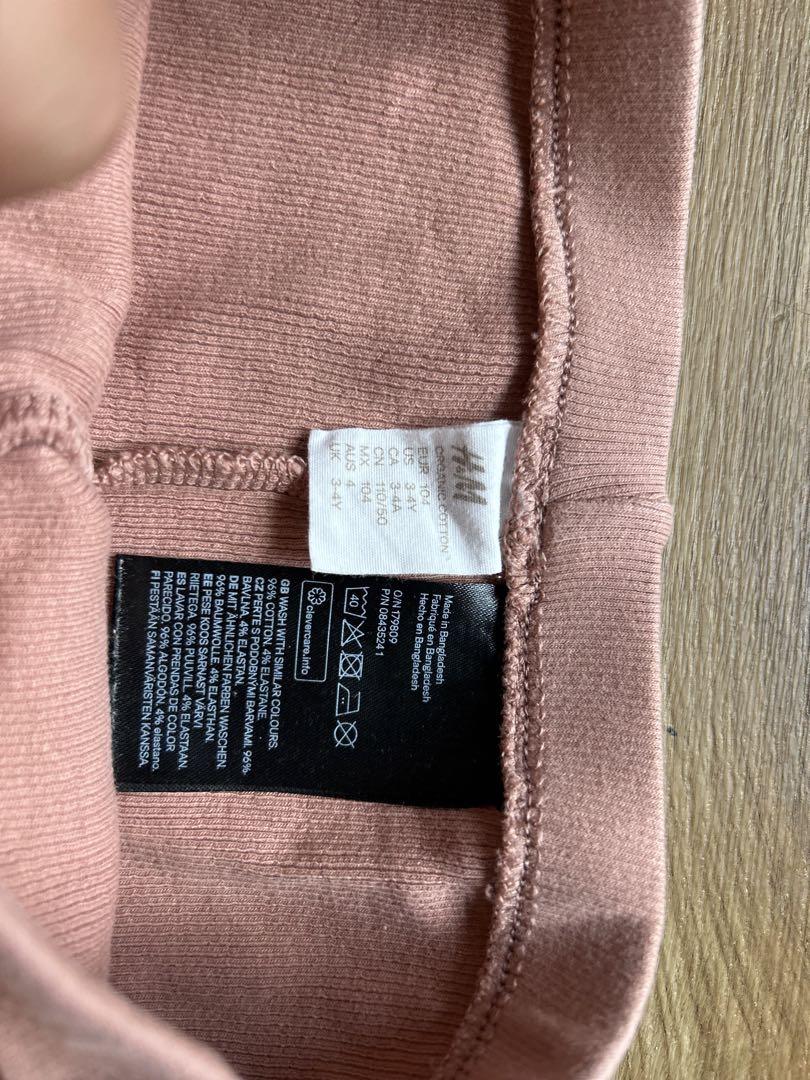 H&M
ORGANIC COTTON*
EUR 104
US 3-4Y
CA 3-4A
CN 110/50
MX 104
AUS 4
UK 3-4Y
Made in Bangladesh
Fabriqué en Bangladesh
Hecho en Bangladesh
O/N 179809
P/N 08435241
40
clevercare.info
GB WASH WITH SIMILAR COLOURS.
96% COTTON, 4% ELASTANE.
CZ PERTE S PODOBNÝMI BARVAMI. 96%
BAVLNA, 4% ELASTAN.
DE MIT ÄHNLICHEN FARBEN WASCHEN.
96% BAUMWOLLE, 4% ELASTHAN.
EE PESE KOOS SARNAST VÄRVI
RIIETEGA. 96% PUUVILL, 4% ELASTAAN.
ES LAVAR CON PRENDAS DE COLOR
PARECIDO. 96% ALGODON, 4% elastano.
FI PESTÄÄN SAMANVÄRISTEN KANSSA.